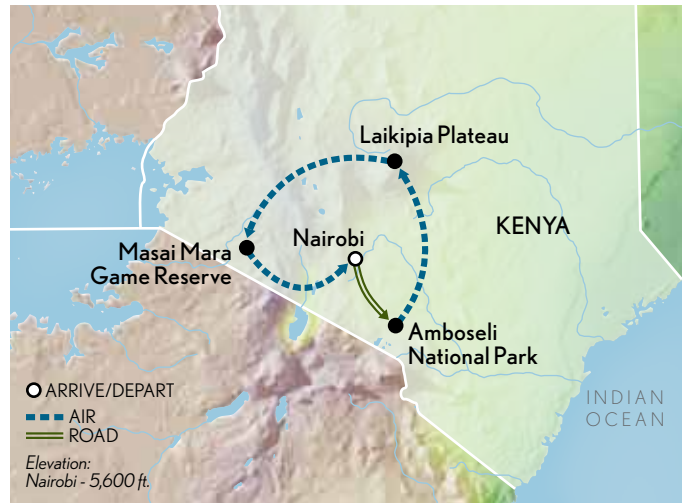 Laikipia Plateau
KENYA
Nairobi
Masai Mara
Game Reserve
Amboseli
National Park
INDIAN
OCEAN
ARRIVE/DEPART
AIR
ROAD
Elevation:
Nairobi - 5,600 ft.